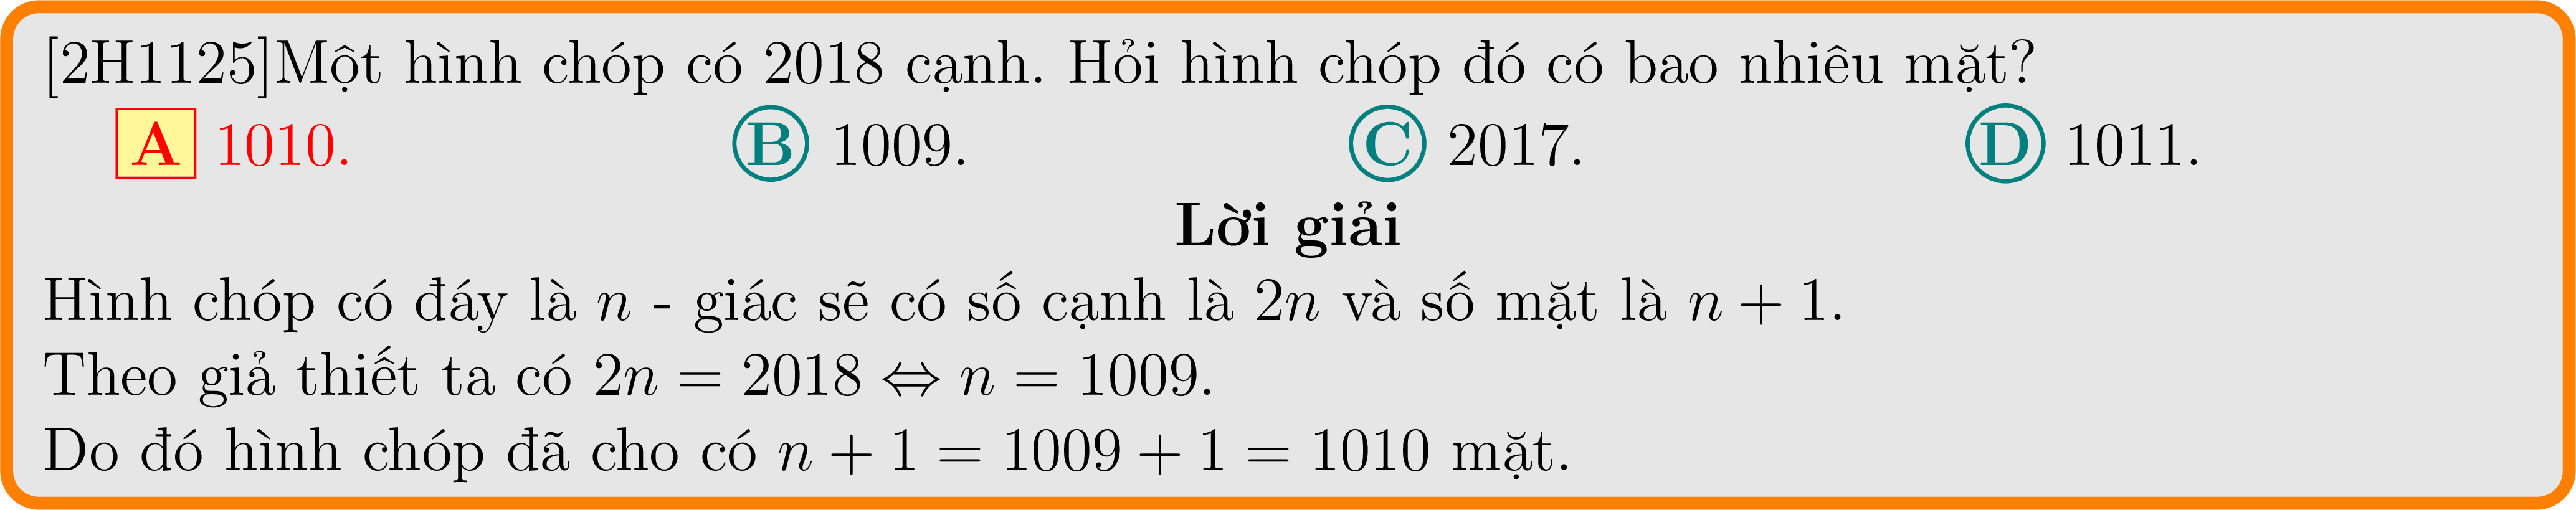 [2H1125]Một hình chóp có 2018 cạnh. Hỏi hình chóp đó có bao nhiêu mặt?
A 1010. B 1009. C 2017. D 1011.
Lời giải
Hình chóp có đáy là n - giác sẽ có số cạnh là 2n và số mặt là n + 1.
Theo giả thiết ta có 2n = 2018 ⇔ n = 1009.
Do đó hình chóp đã cho có n + 1 = 1009 + 1 = 1010 mặt.